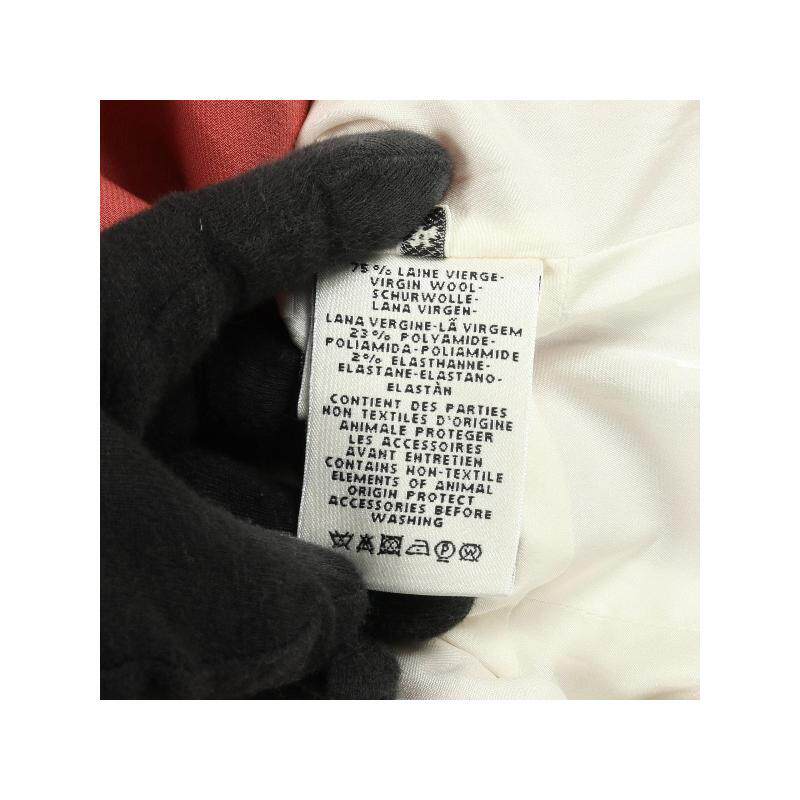 75% LAINE VIERGE-
VIRGIN WOOL-
SCHURWOLLE-
LANA VIRGEN-
LANA VERGINE-LÃ VIRGEM
23% POLYAMIDE-
POLIAMIDA-POLIAMMIDE
2% ELASTHANNE-
ELASTANE-ELASTANO-
ELASTÀN
CONTIENT DES PARTIES
NON TEXTILES D'ORIGINE
ANIMALE PROTEGER
LES ACCESSOIRES
AVANT ENTRETIEN
CONTAINS NON-TEXTILE
ELEMENTS OF ANIMAL
ORIGIN PROTECT
ACCESSORIES BEFORE
WASHING
P W